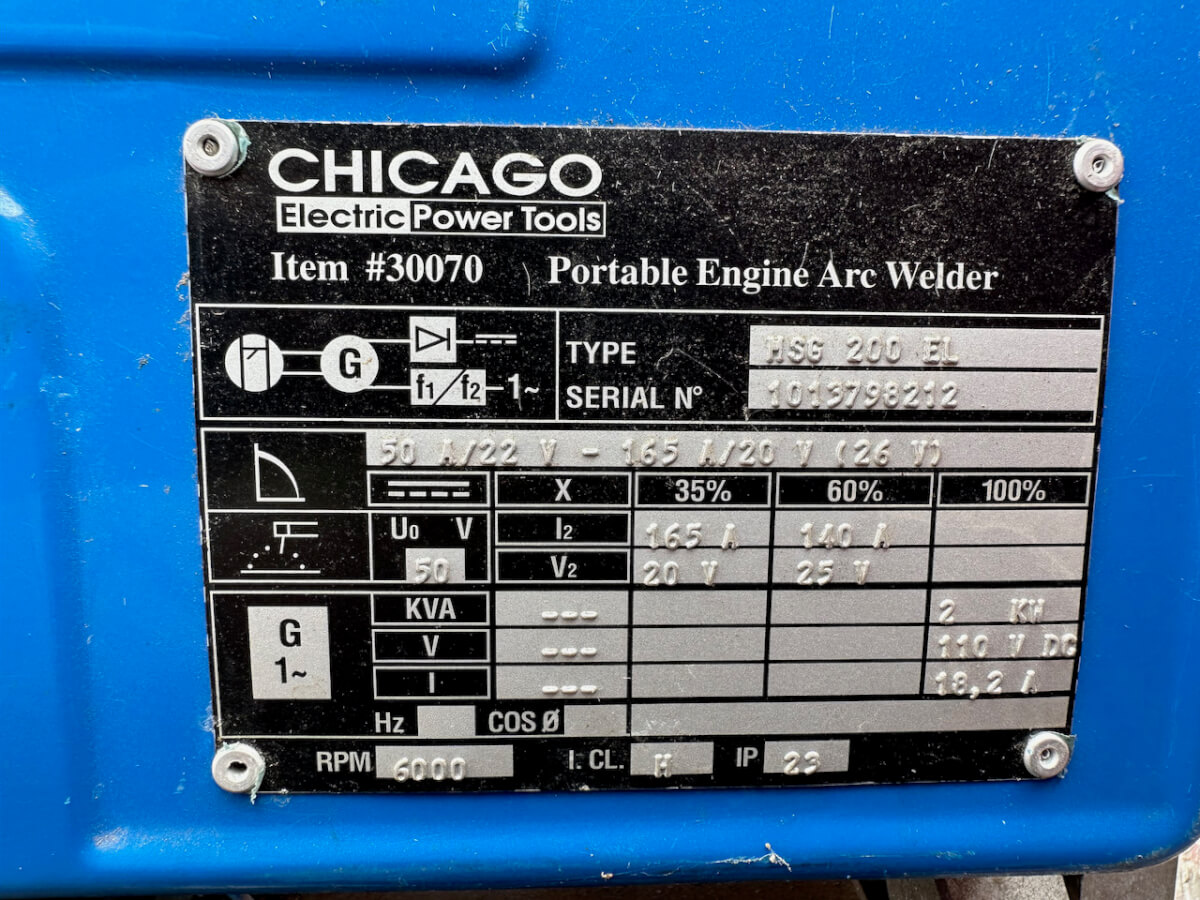 CHICAGO
Electric Power Tools
Item #30070 Portable Engine Arc Welder
G f1/f2 1~
TYPE MSG 200 EL
SERIAL N° 1013798212
50 A/22 V - 165 A/20 V (26 V)
X 35% 60% 100%
U0 V I2 165 A 140 A
50 V2 20 V 25 V
G 1~
KVA --- 2 KW
V --- 110 V DC
I --- 18,2 A
Hz COS Ø
RPM 6000 I. CL. H IP 23